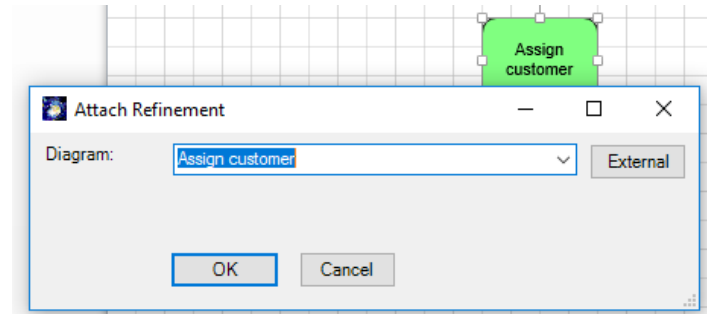 Assign
customer
Attach Refinement
Diagram: Assign customer External
OK Cancel